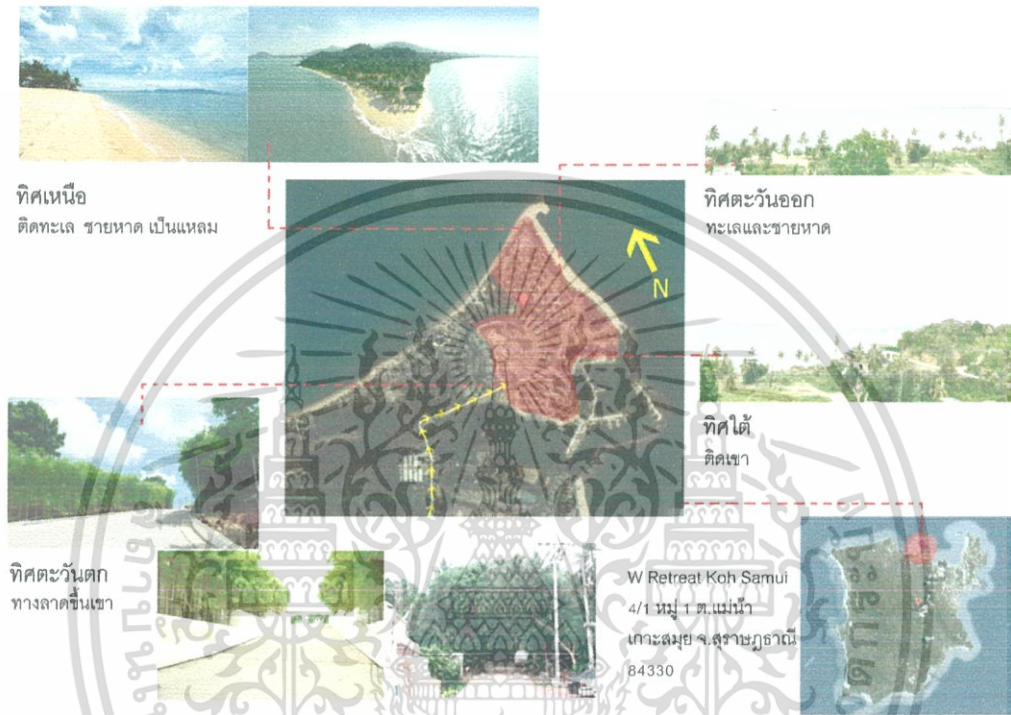 ทิศเหนือ
ติดทะเล ชายหาด เป็นแหลม
ทิศตะวันออก
ทะเลและชายหาด
N
ทิศใต้
ติดเขา
ทิศตะวันตก
ทางลาดขึ้นเขา
W Retreat Koh Samui
4/1 หมู่ 1 ต.แม่น้ำ
เกาะสมุย จ.สุราษฎธานี
84330